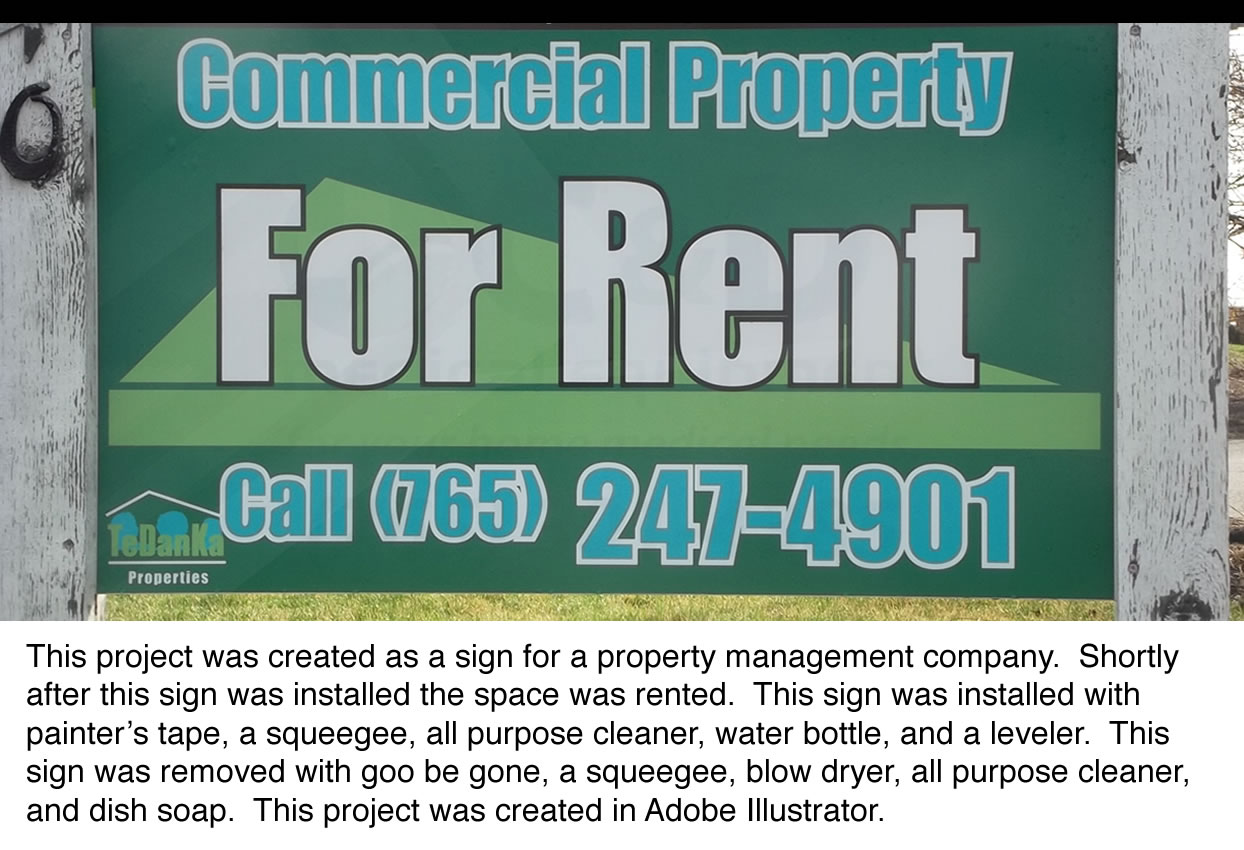 Commercial Property
For Rent
Call (765) 247-4901
TeDanKa
Properties
This project was created as a sign for a property management company.  Shortly
after this sign was installed the space was rented.  This sign was installed with
painter’s tape, a squeegee, all purpose cleaner, water bottle, and a leveler.  This
sign was removed with goo be gone, a squeegee, blow dryer, all purpose cleaner,
and dish soap.  This project was created in Adobe Illustrator.